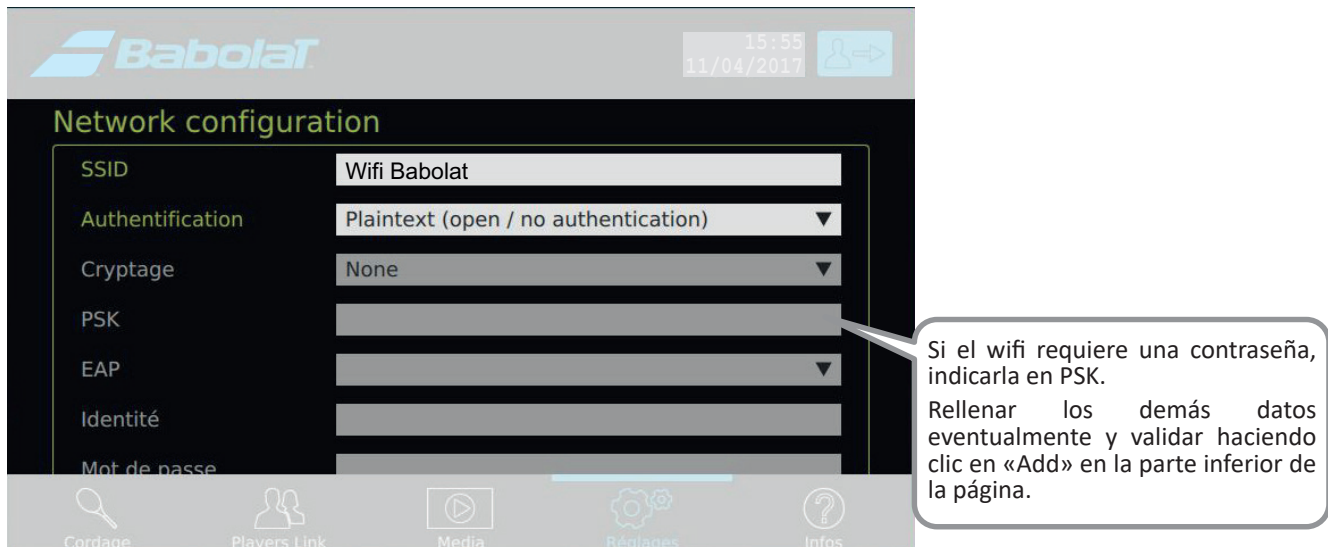 Babolat
15:55
11/04/2017
Network configuration
SSID
Wifi Babolat
Authentification
Plaintext (open / no authentication)
Cryptage
None
PSK
EAP
Identité
Mot de passe
Cordage
Players Link
Media
Réglages
Infos
Si el wifi requiere una contraseña,
indicarla en PSK.
Rellenar los demás datos
eventualmente y validar haciendo
clic en «Add» en la parte inferior de
la página.